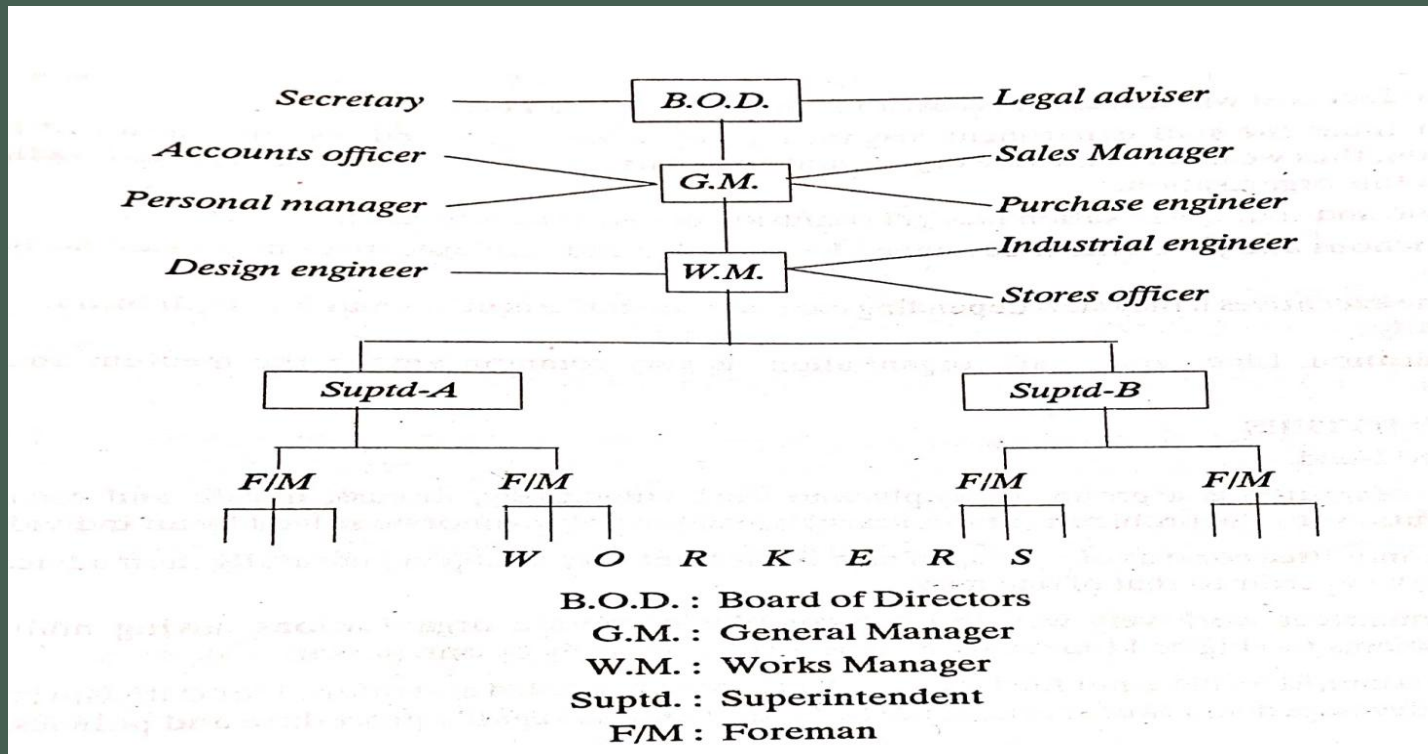 Secretary B.O.D. Legal adviser
Accounts officer Sales Manager
G.M.
Personal manager Purchase engineer
Industrial engineer
Design engineer W.M.
Stores officer
Suptd-A Suptd-B
F/M F/M F/M F/M
W O R K E R S
B.O.D. : Board of Directors
G.M. : General Manager
W.M. : Works Manager
Suptd. : Superintendent
F/M : Foreman